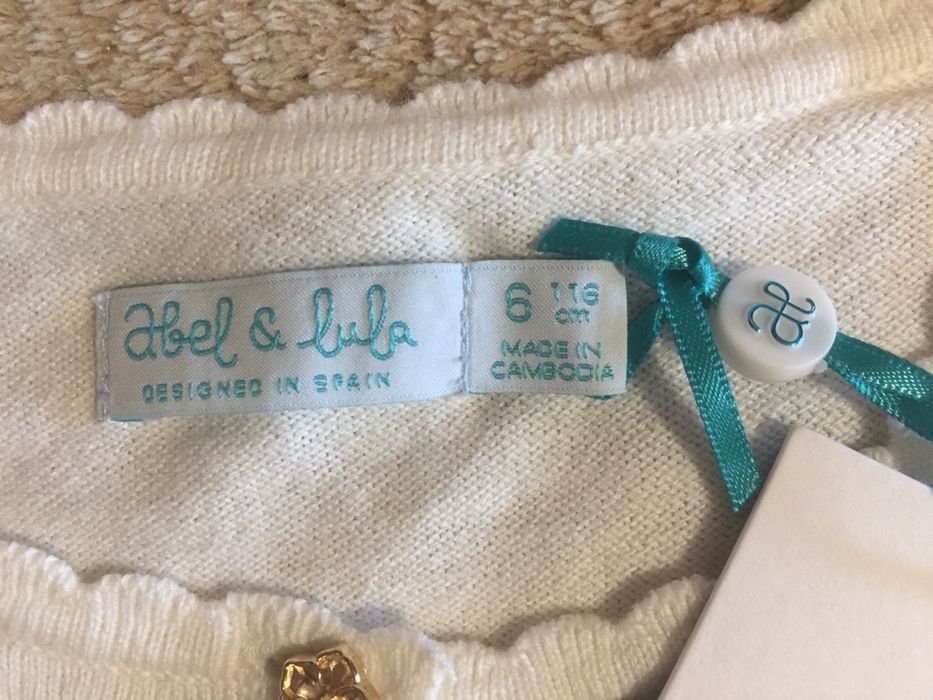 abel & lula
DESIGNED IN SPAIN
6 116 cm
MADE IN
CAMBODIA